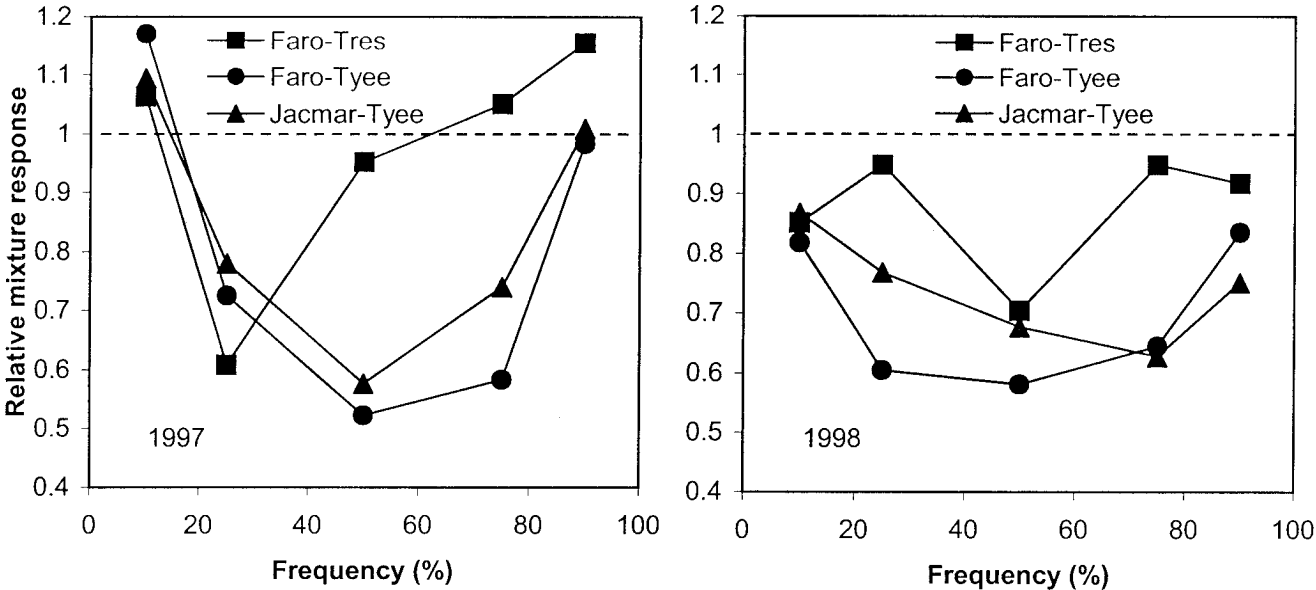 Relative mixture response
1.2
1.1
1
0.9
0.8
0.7
0.6
0.5
0.4
Faro-Tres
Faro-Tyee
Jacmar-Tyee
1997
0 20 40 60 80 100
Frequency (%)
1.2
1.1
1
0.9
0.8
0.7
0.6
0.5
0.4
Faro-Tres
Faro-Tyee
Jacmar-Tyee
1998
0 20 40 60 80 100
Frequency (%)